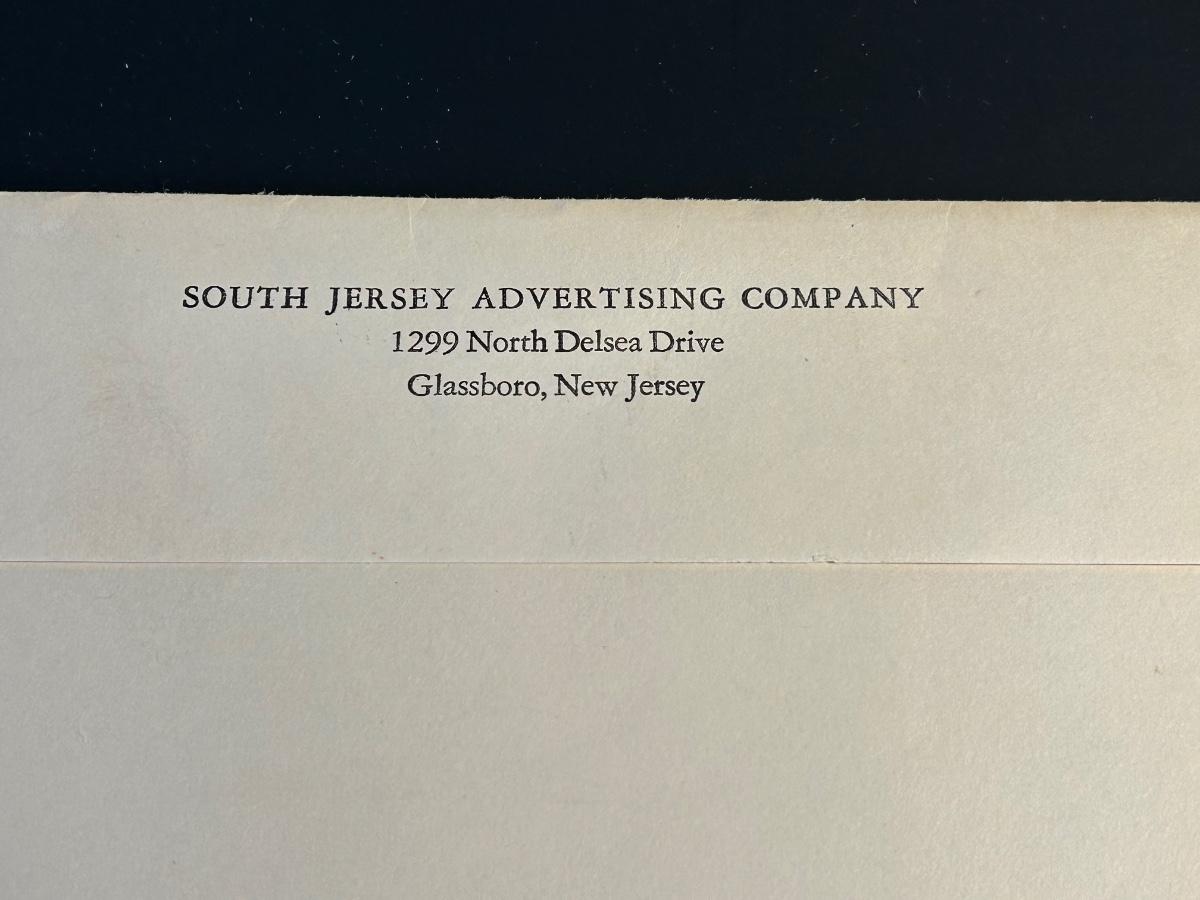 SOUTH JERSEY ADVERTISING COMPANY
1299 North Delsea Drive
Glassboro, New Jersey